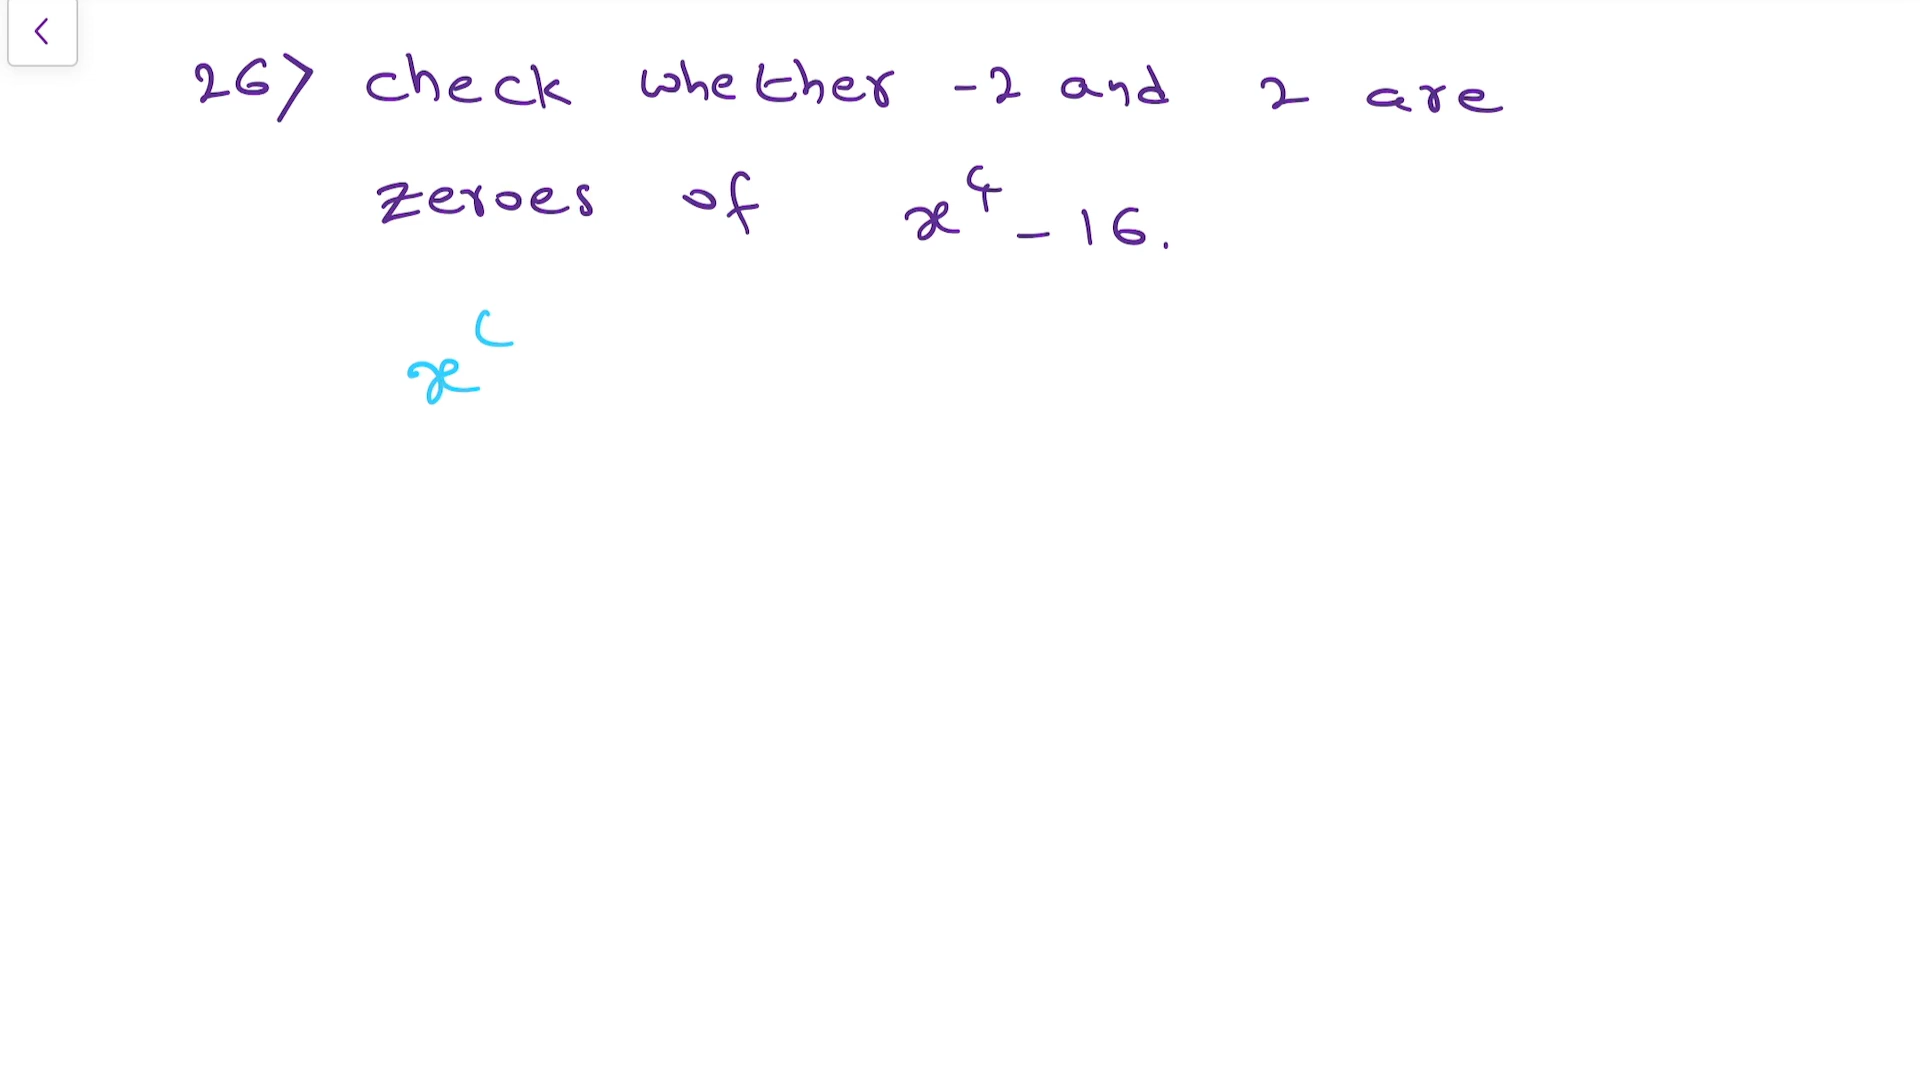 26) check whether -2 and 2 are
zeroes of x⁴ - 16.
x